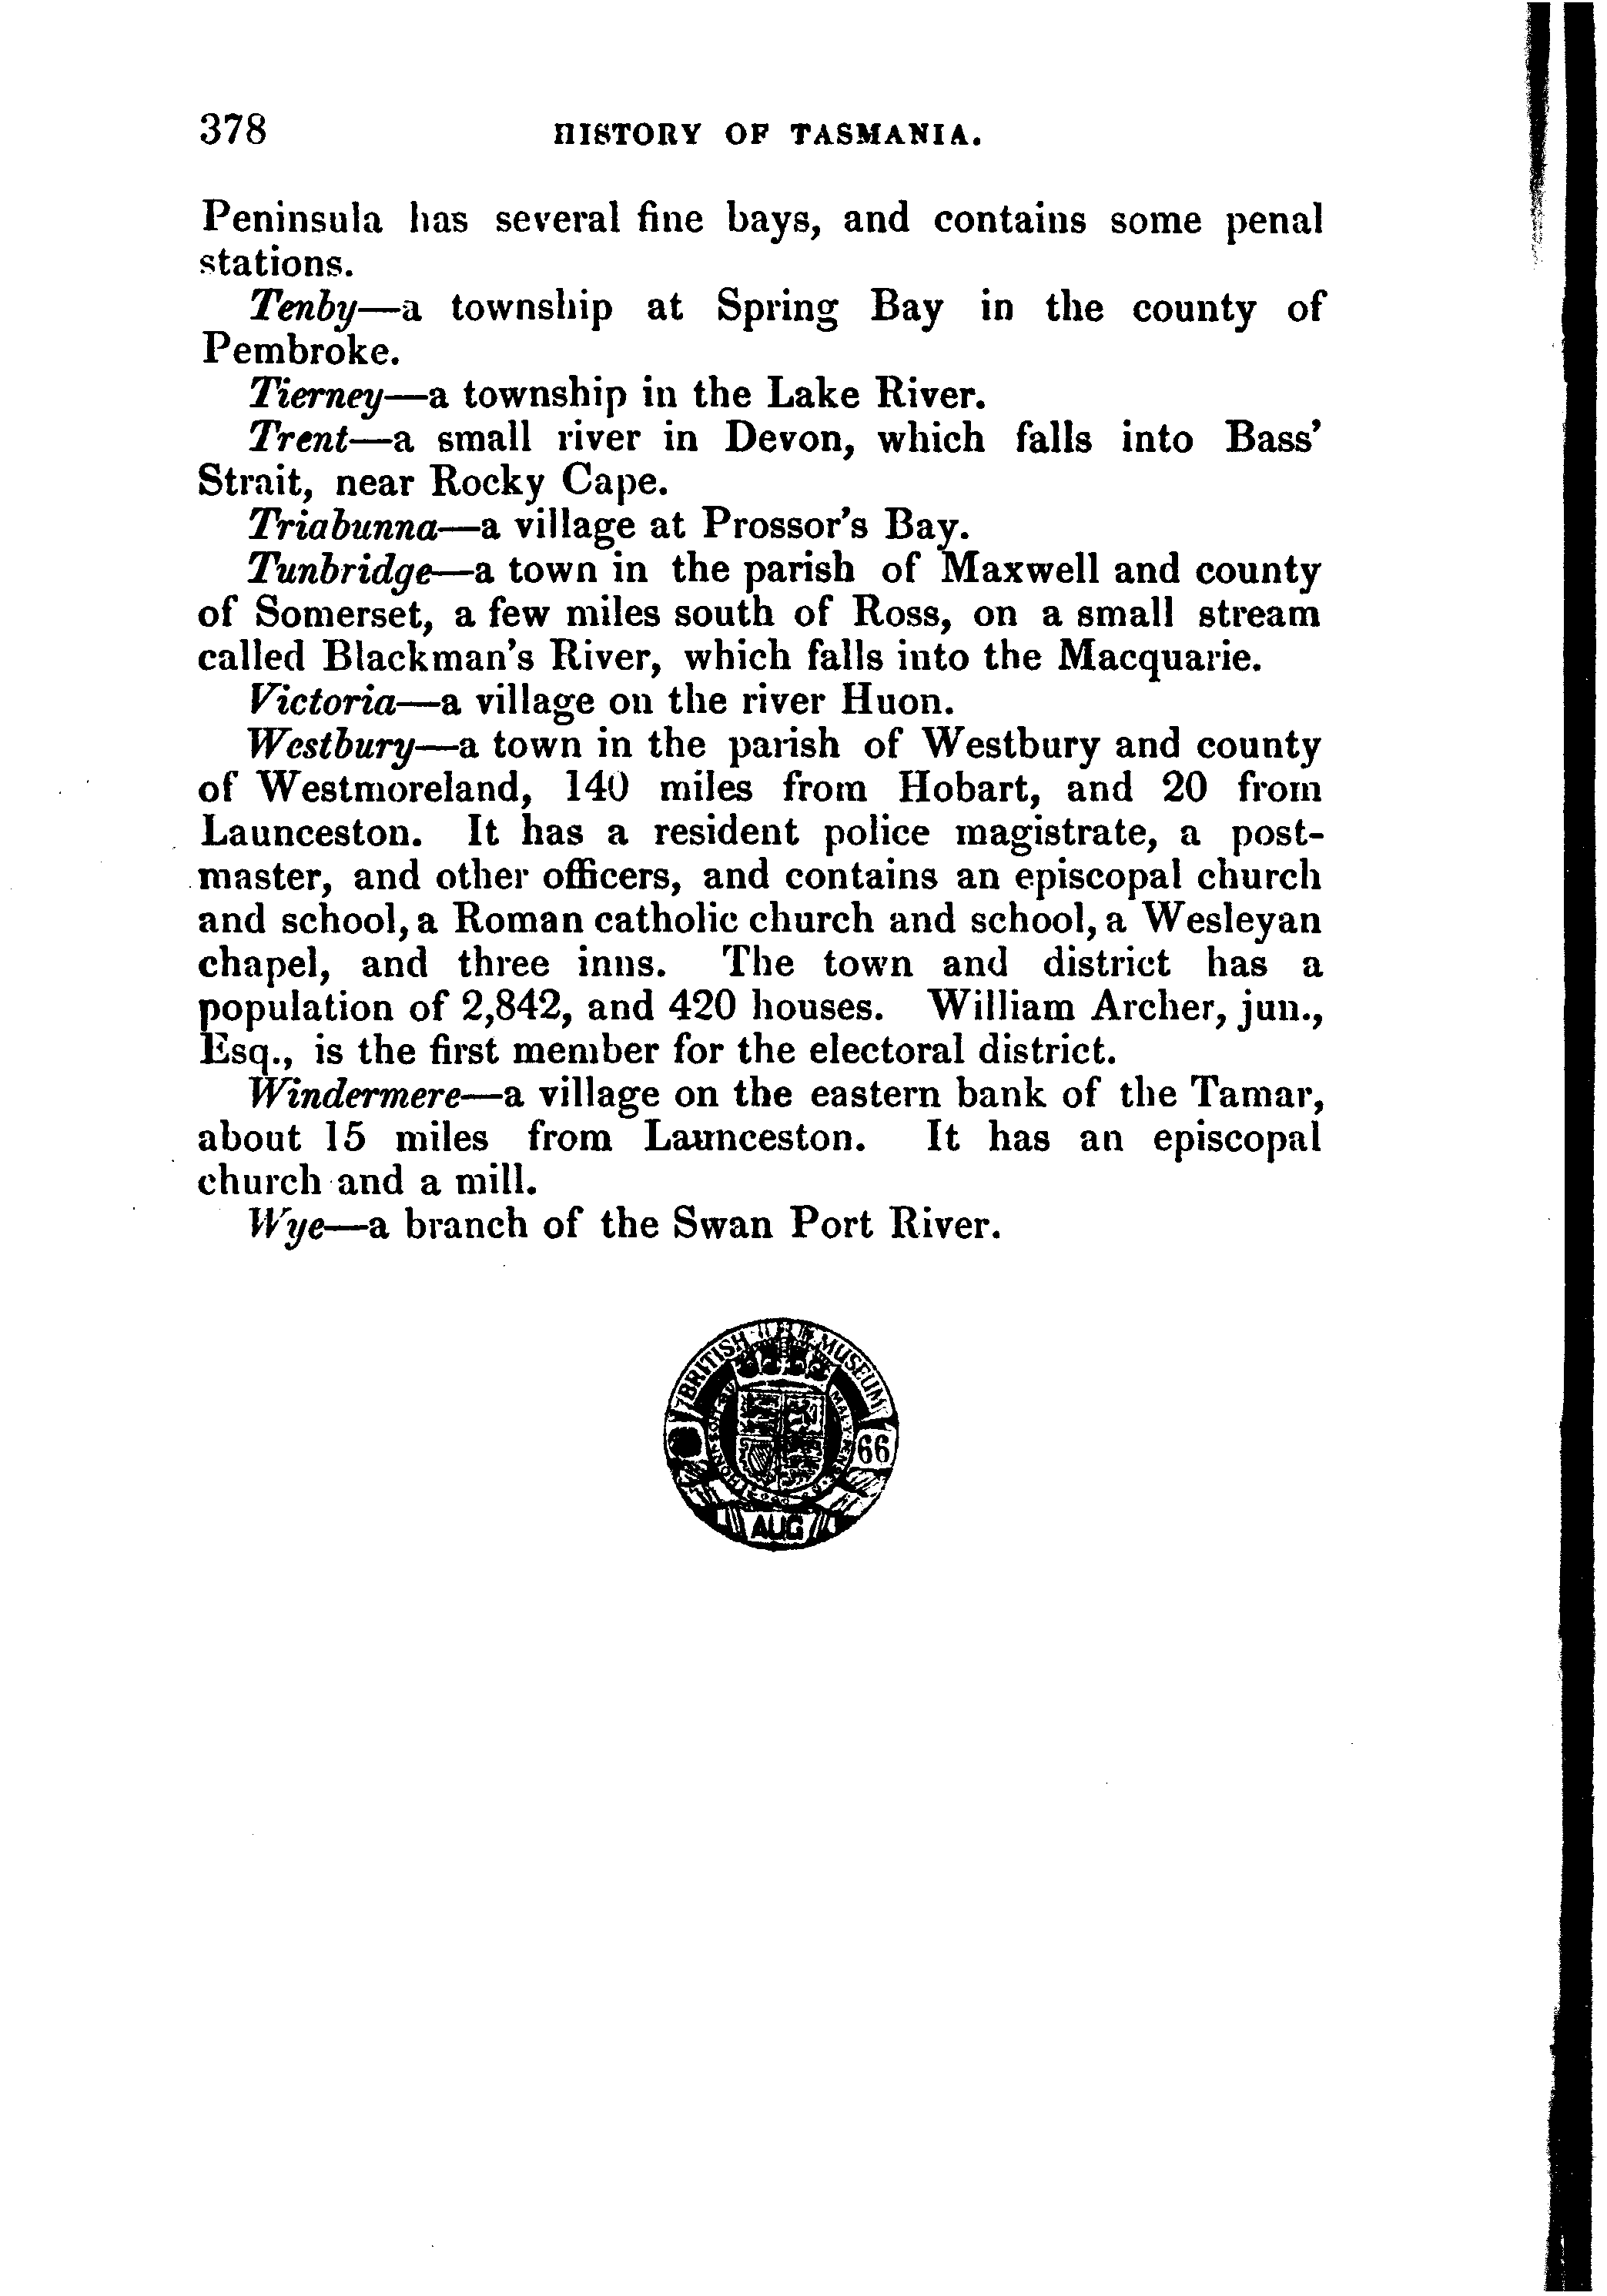 378 HISTORY OF TASMANIA.
Peninsula has several fine bays, and contains some penal
stations.
Tenby—a township at Spring Bay in the county of
Pembroke.
Tierney—a township in the Lake River.
Trent—a small river in Devon, which falls into Bass'
Strait, near Rocky Cape.
Triabunna—a village at Prossor's Bay.
Tunbridge—a town in the parish of Maxwell and county
of Somerset, a few miles south of Ross, on a small stream
called Blackman's River, which falls into the Macquarie.
Victoria—a village on the river Huon.
Westbury—a town in the parish of Westbury and county
of Westmoreland, 140 miles from Hobart, and 20 from
Launceston. It has a resident police magistrate, a post-
master, and other officers, and contains an episcopal church
and school, a Roman catholic church and school, a Wesleyan
chapel, and three inns. The town and district has a
population of 2,842, and 420 houses. William Archer, jun.,
Esq., is the first member for the electoral district.
Windermere—a village on the eastern bank of the Tamar,
about 15 miles from Launceston. It has an episcopal
church and a mill.
Wye—a branch of the Swan Port River.
BRITISH MUSEUM
66
AUG